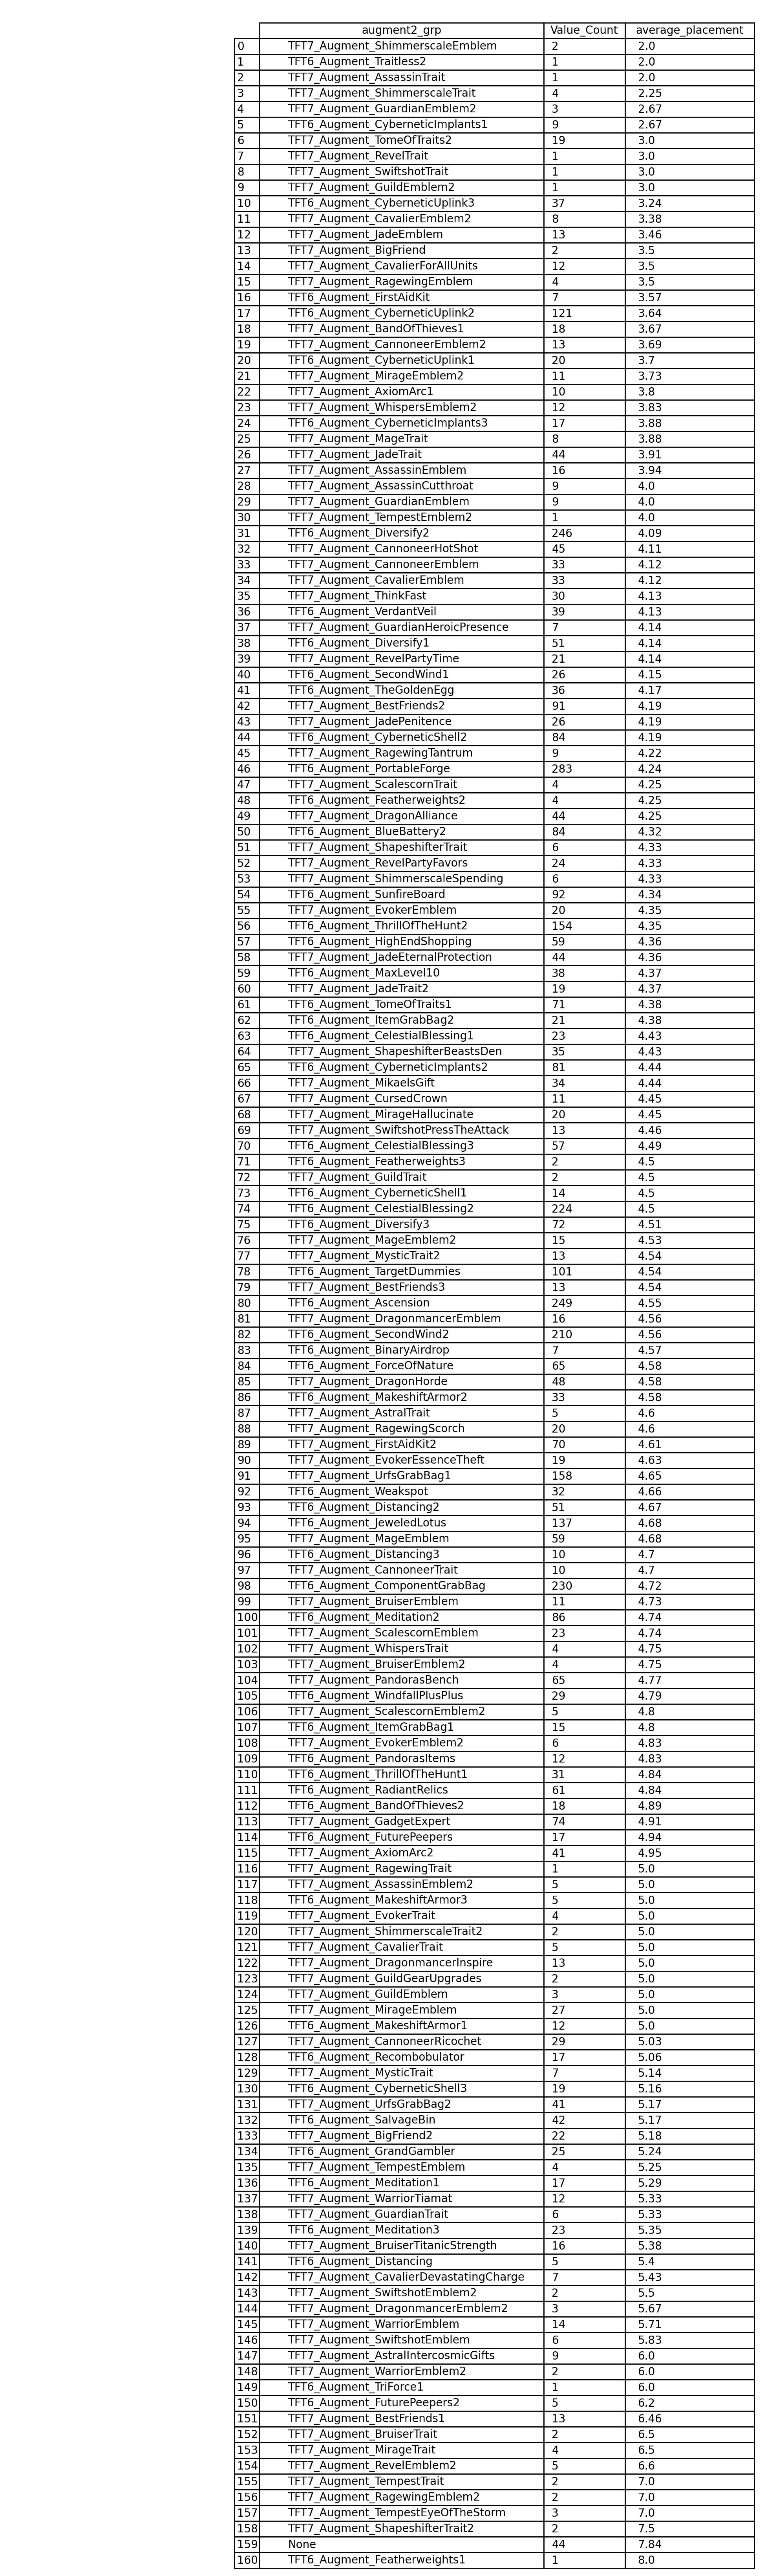 augment2_grp Value_Count average_placement
0 TFT7_Augment_ShimmerscaleEmblem 2 2.0
1 TFT6_Augment_Traitless2 1 2.0
2 TFT7_Augment_AssassinTrait 1 2.0
3 TFT7_Augment_ShimmerscaleTrait 4 2.25
4 TFT7_Augment_GuardianEmblem2 3 2.67
5 TFT6_Augment_CyberneticImplants1 9 2.67
6 TFT7_Augment_TomeOfTraits2 19 3.0
7 TFT7_Augment_RevelTrait 1 3.0
8 TFT7_Augment_SwiftshotTrait 1 3.0
9 TFT7_Augment_GuildEmblem2 1 3.0
10 TFT6_Augment_CyberneticUplink3 37 3.24
11 TFT7_Augment_CavalierEmblem2 8 3.38
12 TFT7_Augment_JadeEmblem 13 3.46
13 TFT7_Augment_BigFriend 2 3.5
14 TFT7_Augment_CavalierForAllUnits 12 3.5
15 TFT7_Augment_RagewingEmblem 4 3.5
16 TFT6_Augment_FirstAidKit 7 3.57
17 TFT6_Augment_CyberneticUplink2 121 3.64
18 TFT7_Augment_BandOfThieves1 18 3.67
19 TFT7_Augment_CannoneerEmblem2 13 3.69
20 TFT6_Augment_CyberneticUplink1 20 3.7
21 TFT7_Augment_MirageEmblem2 11 3.73
22 TFT7_Augment_AxiomArc1 10 3.8
23 TFT7_Augment_WhispersEmblem2 12 3.83
24 TFT6_Augment_CyberneticImplants3 17 3.88
25 TFT7_Augment_MageTrait 8 3.88
26 TFT7_Augment_JadeTrait 44 3.91
27 TFT7_Augment_AssassinEmblem 16 3.94
28 TFT7_Augment_AssassinCutthroat 9 4.0
29 TFT7_Augment_GuardianEmblem 9 4.0
30 TFT7_Augment_TempestEmblem2 1 4.0
31 TFT6_Augment_Diversify2 246 4.09
32 TFT7_Augment_CannoneerHotShot 45 4.11
33 TFT7_Augment_CannoneerEmblem 33 4.12
34 TFT7_Augment_CavalierEmblem 33 4.12
35 TFT7_Augment_ThinkFast 30 4.13
36 TFT6_Augment_VerdantVeil 39 4.13
37 TFT7_Augment_GuardianHeroicPresence 7 4.14
38 TFT6_Augment_Diversify1 51 4.14
39 TFT7_Augment_RevelPartyTime 21 4.14
40 TFT6_Augment_SecondWind1 26 4.15
41 TFT6_Augment_TheGoldenEgg 36 4.17
42 TFT7_Augment_BestFriends2 91 4.19
43 TFT7_Augment_JadePenitence 26 4.19
44 TFT6_Augment_CyberneticShell2 84 4.19
45 TFT7_Augment_RagewingTantrum 9 4.22
46 TFT6_Augment_PortableForge 283 4.24
47 TFT7_Augment_ScalescornTrait 4 4.25
48 TFT6_Augment_Featherweights2 4 4.25
49 TFT7_Augment_DragonAlliance 44 4.25
50 TFT6_Augment_BlueBattery2 84 4.32
51 TFT7_Augment_ShapeshifterTrait 6 4.33
52 TFT7_Augment_RevelPartyFavors 24 4.33
53 TFT7_Augment_ShimmerscaleSpending 6 4.33
54 TFT6_Augment_SunfireBoard 92 4.34
55 TFT7_Augment_EvokerEmblem 20 4.35
56 TFT6_Augment_ThrillOfTheHunt2 154 4.35
57 TFT6_Augment_HighEndShopping 59 4.36
58 TFT7_Augment_JadeEternalProtection 44 4.36
59 TFT6_Augment_MaxLevel10 38 4.37
60 TFT7_Augment_JadeTrait2 19 4.37
61 TFT6_Augment_TomeOfTraits1 71 4.38
62 TFT6_Augment_ItemGrabBag2 21 4.38
63 TFT6_Augment_CelestialBlessing1 23 4.43
64 TFT7_Augment_ShapeshifterBeastsDen 35 4.43
65 TFT6_Augment_CyberneticImplants2 81 4.44
66 TFT7_Augment_MikaelsGift 34 4.44
67 TFT7_Augment_CursedCrown 11 4.45
68 TFT7_Augment_MirageHallucinate 20 4.45
69 TFT7_Augment_SwiftshotPressTheAttack 13 4.46
70 TFT6_Augment_CelestialBlessing3 57 4.49
71 TFT6_Augment_Featherweights3 2 4.5
72 TFT7_Augment_GuildTrait 2 4.5
73 TFT6_Augment_CyberneticShell1 14 4.5
74 TFT6_Augment_CelestialBlessing2 224 4.5
75 TFT6_Augment_Diversify3 72 4.51
76 TFT7_Augment_MageEmblem2 15 4.53
77 TFT7_Augment_MysticTrait2 13 4.54
78 TFT6_Augment_TargetDummies 101 4.54
79 TFT7_Augment_BestFriends3 13 4.54
80 TFT6_Augment_Ascension 249 4.55
81 TFT7_Augment_DragonmancerEmblem 16 4.56
82 TFT6_Augment_SecondWind2 210 4.56
83 TFT6_Augment_BinaryAirdrop 7 4.57
84 TFT6_Augment_ForceOfNature 65 4.58
85 TFT7_Augment_DragonHorde 48 4.58
86 TFT6_Augment_MakeshiftArmor2 33 4.58
87 TFT7_Augment_AstralTrait 5 4.6
88 TFT7_Augment_RagewingScorch 20 4.6
89 TFT7_Augment_FirstAidKit2 70 4.61
90 TFT7_Augment_EvokerEssenceTheft 19 4.63
91 TFT7_Augment_UrfsGrabBag1 158 4.65
92 TFT6_Augment_Weakspot 32 4.66
93 TFT6_Augment_Distancing2 51 4.67
94 TFT6_Augment_JeweledLotus 137 4.68
95 TFT7_Augment_MageEmblem 59 4.68
96 TFT6_Augment_Distancing3 10 4.7
97 TFT7_Augment_CannoneerTrait 10 4.7
98 TFT6_Augment_ComponentGrabBag 230 4.72
99 TFT7_Augment_BruiserEmblem 11 4.73
100 TFT6_Augment_Meditation2 86 4.74
101 TFT7_Augment_ScalescornEmblem 23 4.74
102 TFT7_Augment_WhispersTrait 4 4.75
103 TFT7_Augment_BruiserEmblem2 4 4.75
104 TFT7_Augment_PandorasBench 65 4.77
105 TFT6_Augment_WindfallPlusPlus 29 4.79
106 TFT7_Augment_ScalescornEmblem2 5 4.8
107 TFT6_Augment_ItemGrabBag1 15 4.8
108 TFT7_Augment_EvokerEmblem2 6 4.83
109 TFT6_Augment_PandorasItems 12 4.83
110 TFT6_Augment_ThrillOfTheHunt1 31 4.84
111 TFT6_Augment_RadiantRelics 61 4.84
112 TFT6_Augment_BandOfThieves2 18 4.89
113 TFT7_Augment_GadgetExpert 74 4.91
114 TFT6_Augment_FuturePeepers 17 4.94
115 TFT7_Augment_AxiomArc2 41 4.95
116 TFT7_Augment_RagewingTrait 1 5.0
117 TFT7_Augment_AssassinEmblem2 5 5.0
118 TFT6_Augment_MakeshiftArmor3 5 5.0
119 TFT7_Augment_EvokerTrait 4 5.0
120 TFT7_Augment_ShimmerscaleTrait2 2 5.0
121 TFT7_Augment_CavalierTrait 5 5.0
122 TFT7_Augment_DragonmancerInspire 13 5.0
123 TFT7_Augment_GuildGearUpgrades 2 5.0
124 TFT7_Augment_GuildEmblem 3 5.0
125 TFT7_Augment_MirageEmblem 27 5.0
126 TFT6_Augment_MakeshiftArmor1 12 5.0
127 TFT7_Augment_CannoneerRicochet 29 5.03
128 TFT6_Augment_Recombobulator 17 5.06
129 TFT7_Augment_MysticTrait 7 5.14
130 TFT6_Augment_CyberneticShell3 19 5.16
131 TFT7_Augment_UrfsGrabBag2 41 5.17
132 TFT6_Augment_SalvageBin 42 5.17
133 TFT7_Augment_BigFriend2 22 5.18
134 TFT6_Augment_GrandGambler 25 5.24
135 TFT7_Augment_TempestEmblem 4 5.25
136 TFT6_Augment_Meditation1 17 5.29
137 TFT7_Augment_WarriorTiamat 12 5.33
138 TFT7_Augment_GuardianTrait 6 5.33
139 TFT6_Augment_Meditation3 23 5.35
140 TFT7_Augment_BruiserTitanicStrength 16 5.38
141 TFT6_Augment_Distancing 5 5.4
142 TFT7_Augment_CavalierDevastatingCharge 7 5.43
143 TFT7_Augment_SwiftshotEmblem2 2 5.5
144 TFT7_Augment_DragonmancerEmblem2 3 5.67
145 TFT7_Augment_WarriorEmblem 14 5.71
146 TFT7_Augment_SwiftshotEmblem 6 5.83
147 TFT7_Augment_AstralIntercosmicGifts 9 6.0
148 TFT7_Augment_WarriorEmblem2 2 6.0
149 TFT6_Augment_TriForce1 1 6.0
150 TFT6_Augment_FuturePeepers2 5 6.2
151 TFT7_Augment_BestFriends1 13 6.46
152 TFT7_Augment_BruiserTrait 2 6.5
153 TFT7_Augment_MirageTrait 4 6.5
154 TFT7_Augment_RevelEmblem2 5 6.6
155 TFT7_Augment_TempestTrait 2 7.0
156 TFT7_Augment_RagewingEmblem2 2 7.0
157 TFT7_Augment_TempestEyeOfTheStorm 3 7.0
158 TFT7_Augment_ShapeshifterTrait2 2 7.5
159 None 44 7.84
160 TFT6_Augment_Featherweights1 1 8.0